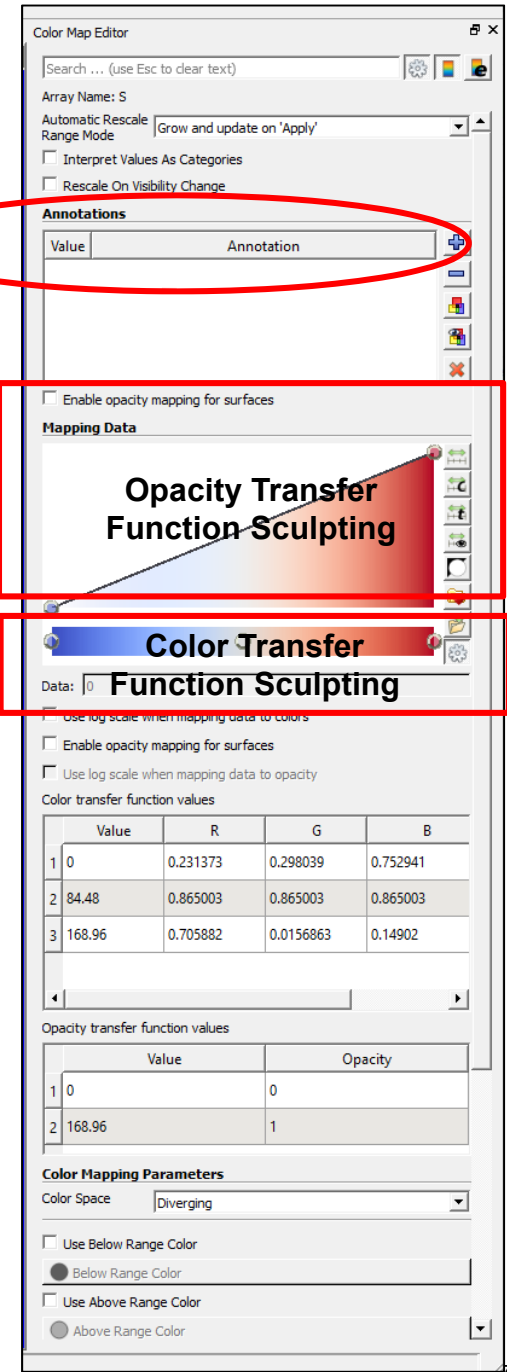 Color Map Editor
Search ... (use Esc to clear text)
Array Name: S
Automatic Rescale
Range Mode
Grow and update on 'Apply'
Interpret Values As Categories
Rescale On Visibility Change
Annotations
Value Annotation
Enable opacity mapping for surfaces
Mapping Data
Opacity Transfer
Function Sculpting
Color Transfer
Function Sculpting
Data: 0
Use log scale when mapping data to colors
Enable opacity mapping for surfaces
Use log scale when mapping data to opacity
Color transfer function values
Value R G B
1 0 0.231373 0.298039 0.752941
2 84.48 0.865003 0.865003 0.865003
3 168.96 0.705882 0.0156863 0.14902
Opacity transfer function values
Value Opacity
1 0 0
2 168.96 1
Color Mapping Parameters
Color Space Diverging
Use Below Range Color
Below Range Color
Use Above Range Color
Above Range Color